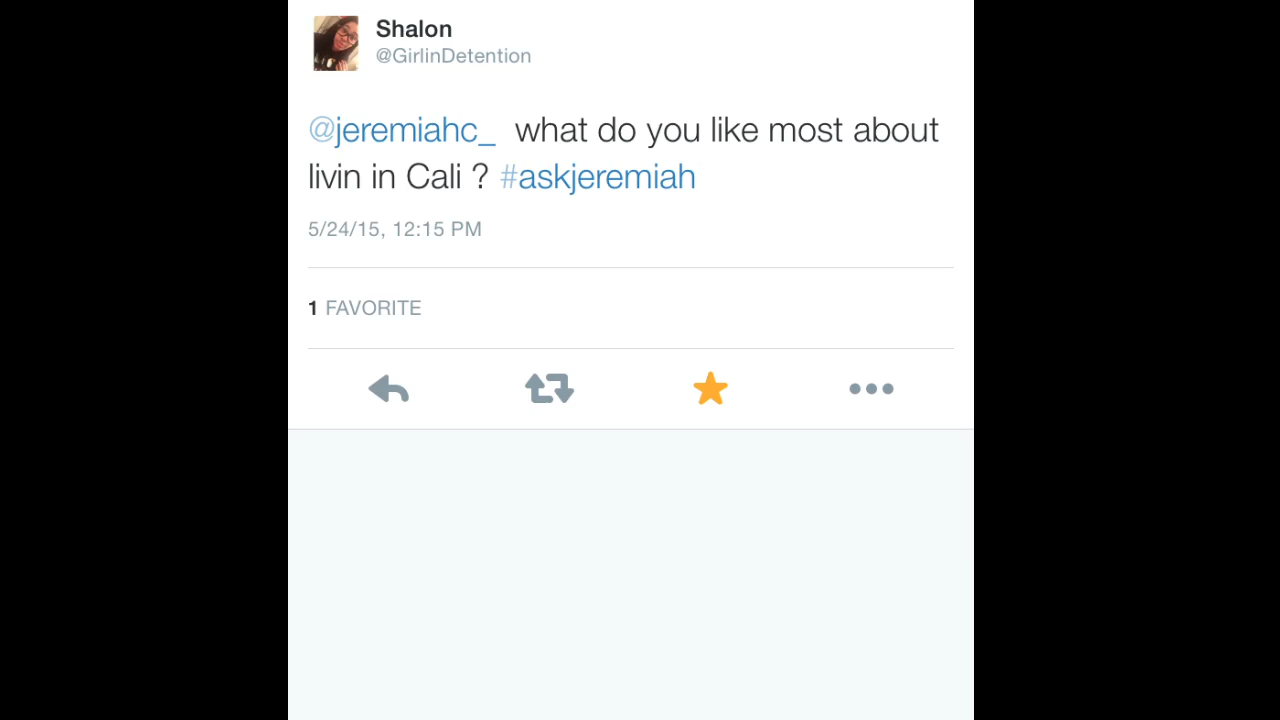 Shalon
@GirlinDetention
@jeremiahc_ what do you like most about
livin in Cali ? #askjeremiah
5/24/15, 12:15 PM
1 FAVORITE